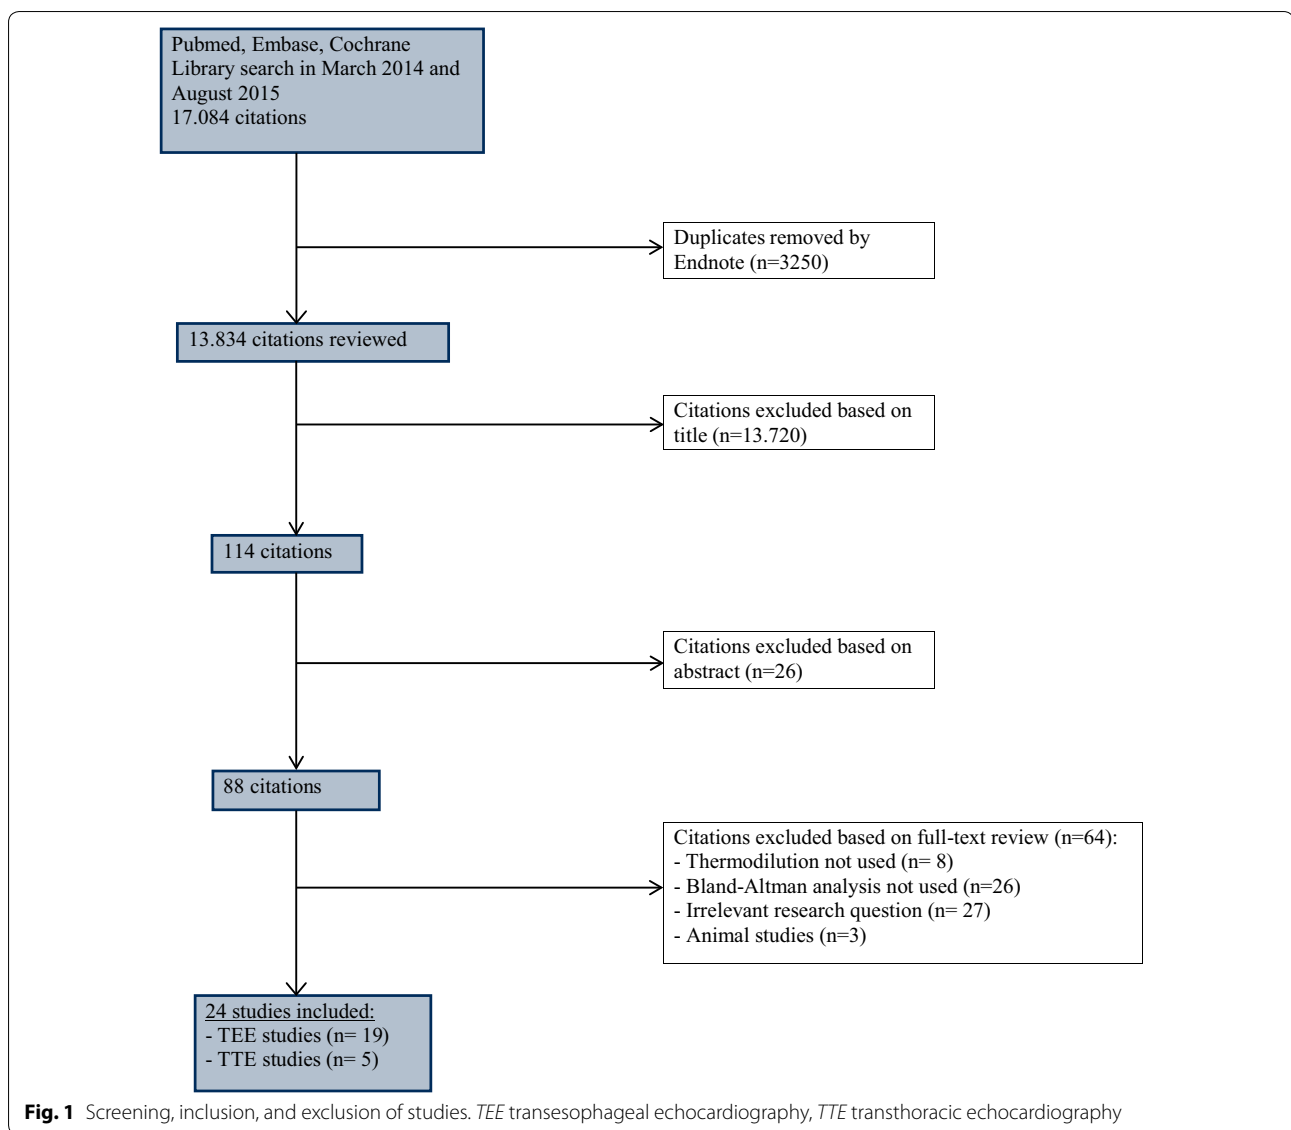 Pubmed, Embase, Cochrane
Library search in March 2014 and
August 2015
17.084 citations
Duplicates removed by
Endnote (n=3250)
13.834 citations reviewed
Citations excluded based on
title (n=13.720)
114 citations
Citations excluded based on
abstract (n=26)
88 citations
Citations excluded based on full-text review (n=64):
- Thermodilution not used (n= 8)
- Bland-Altman analysis not used (n=26)
- Irrelevant research question (n= 27)
- Animal studies (n=3)
24 studies included:
- TEE studies (n= 19)
- TTE studies (n= 5)
Fig. 1 Screening, inclusion, and exclusion of studies. TEE transesophageal echocardiography, TTE transthoracic echocardiography